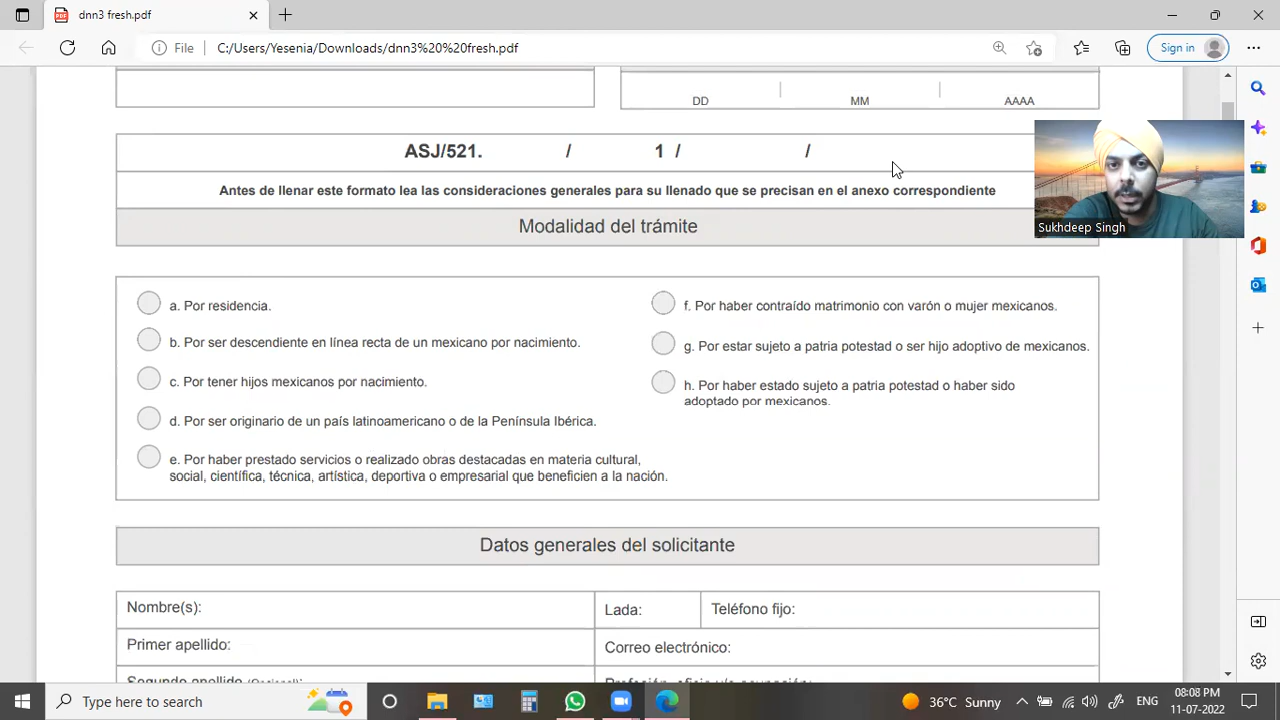 dnn3 fresh.pdf
File
C:/Users/Yesenia/Downloads/dnn3%20%20fresh.pdf
Sign in
DD MM AAAA
ASJ/521. / 1 / /
Antes de llenar este formato lea las consideraciones generales para su llenado que se precisan en el anexo correspondiente
Sukhdeep Singh
Modalidad del trámite
a. Por residencia.
b. Por ser descendiente en línea recta de un mexicano por nacimiento.
c. Por tener hijos mexicanos por nacimiento.
d. Por ser originario de un país latinoamericano o de la Península Ibérica.
e. Por haber prestado servicios o realizado obras destacadas en materia cultural,
social, científica, técnica, artística, deportiva o empresarial que beneficien a la nación.
f. Por haber contraído matrimonio con varón o mujer mexicanos.
g. Por estar sujeto a patria potestad o ser hijo adoptivo de mexicanos.
h. Por haber estado sujeto a patria potestad o haber sido
adoptado por mexicanos.
Datos generales del solicitante
Nombre(s):
Lada:
Teléfono fijo:
Primer apellido:
Correo electrónico:
Segundo apellido (Opcional):
Profesión, oficio y/o ocupación:
Type here to search
36°C Sunny
ENG
08:08 PM
11-07-2022